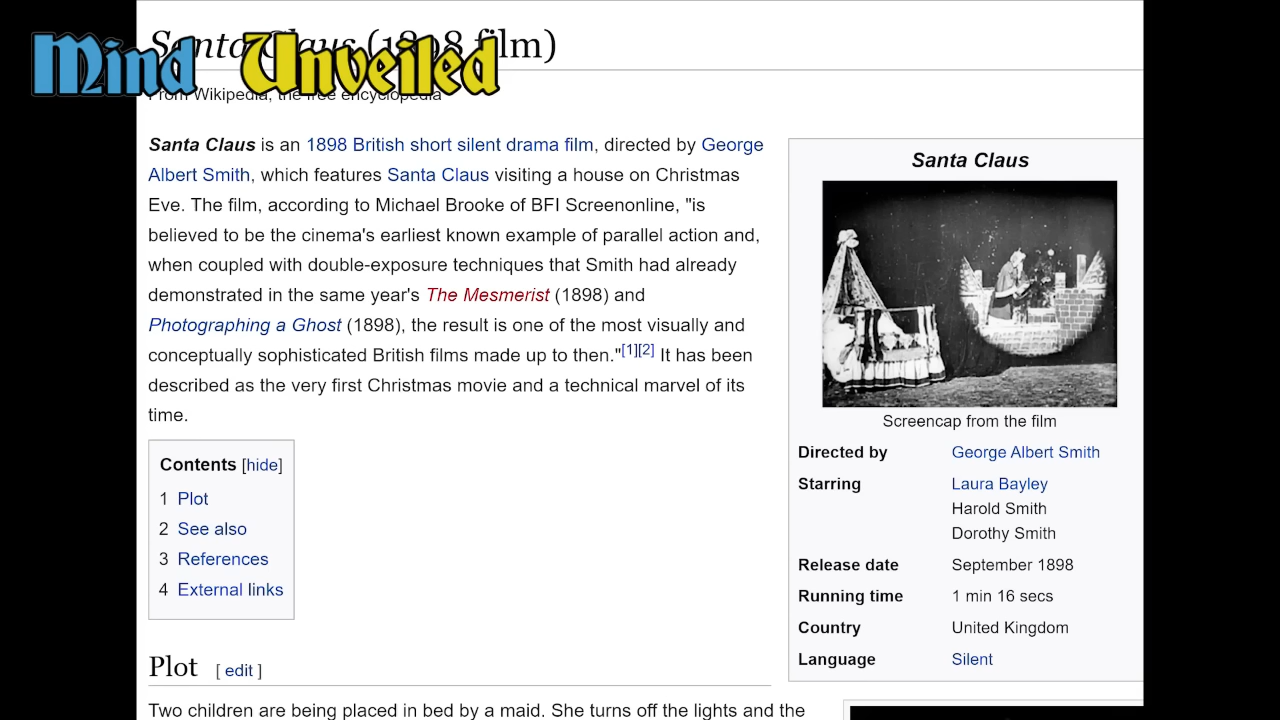 Santa Claus (1898 film)
Mind Unveiled
From Wikipedia, the free encyclopedia
Santa Claus is an 1898 British short silent drama film, directed by George
Albert Smith, which features Santa Claus visiting a house on Christmas
Eve. The film, according to Michael Brooke of BFI Screenonline, "is
believed to be the cinema's earliest known example of parallel action and,
when coupled with double-exposure techniques that Smith had already
demonstrated in the same year's The Mesmerist (1898) and
Photographing a Ghost (1898), the result is one of the most visually and
conceptually sophisticated British films made up to then."[1][2] It has been
described as the very first Christmas movie and a technical marvel of its
time.
Contents [hide]
1 Plot
2 See also
3 References
4 External links
Plot [ edit ]
Two children are being placed in bed by a maid. She turns off the lights and the
Santa Claus
Screencap from the film
Directed by George Albert Smith
Starring Laura Bayley
Harold Smith
Dorothy Smith
Release date September 1898
Running time 1 min 16 secs
Country United Kingdom
Language Silent